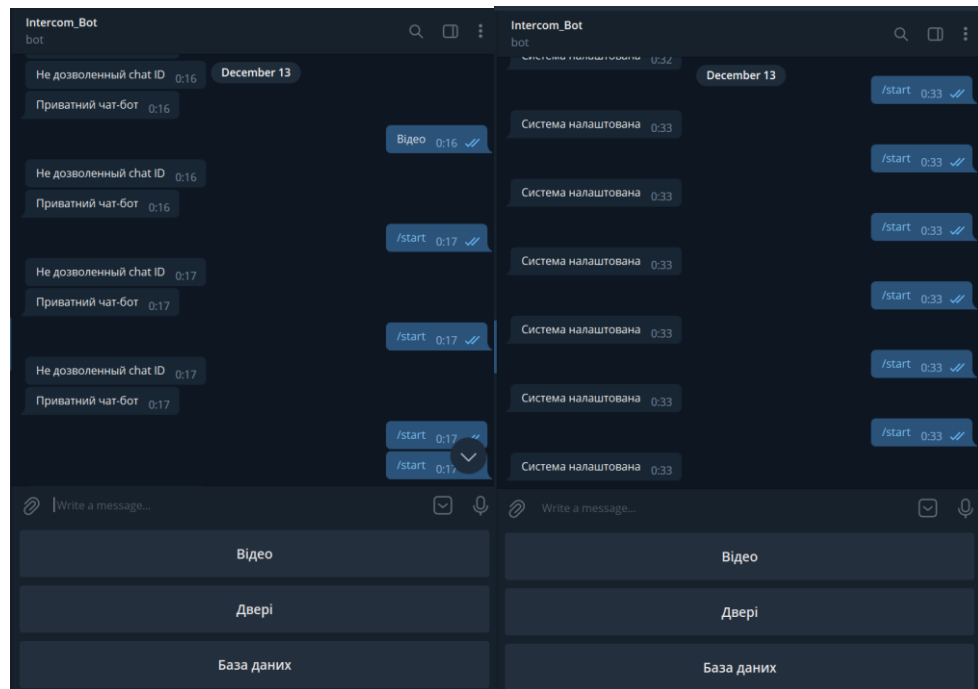 Intercom_Bot
bot
December 13
Не дозволенный chat ID 0:16
Приватний чат-бот 0:16
Відео 0:16
Не дозволенный chat ID 0:16
Приватний чат-бот 0:16
/start 0:17
Не дозволенный chat ID 0:17
Приватний чат-бот 0:17
/start 0:17
Не дозволенный chat ID 0:17
Приватний чат-бот 0:17
/start 0:17
/start 0:17
Write a message...
Відео
Двері
База даних
Intercom_Bot
bot
Система налаштована 0:32
December 13
/start 0:33
Система налаштована 0:33
/start 0:33
Система налаштована 0:33
/start 0:33
Система налаштована 0:33
/start 0:33
Система налаштована 0:33
/start 0:33
Система налаштована 0:33
/start 0:33
Система налаштована 0:33
Write a message...
Відео
Двері
База даних